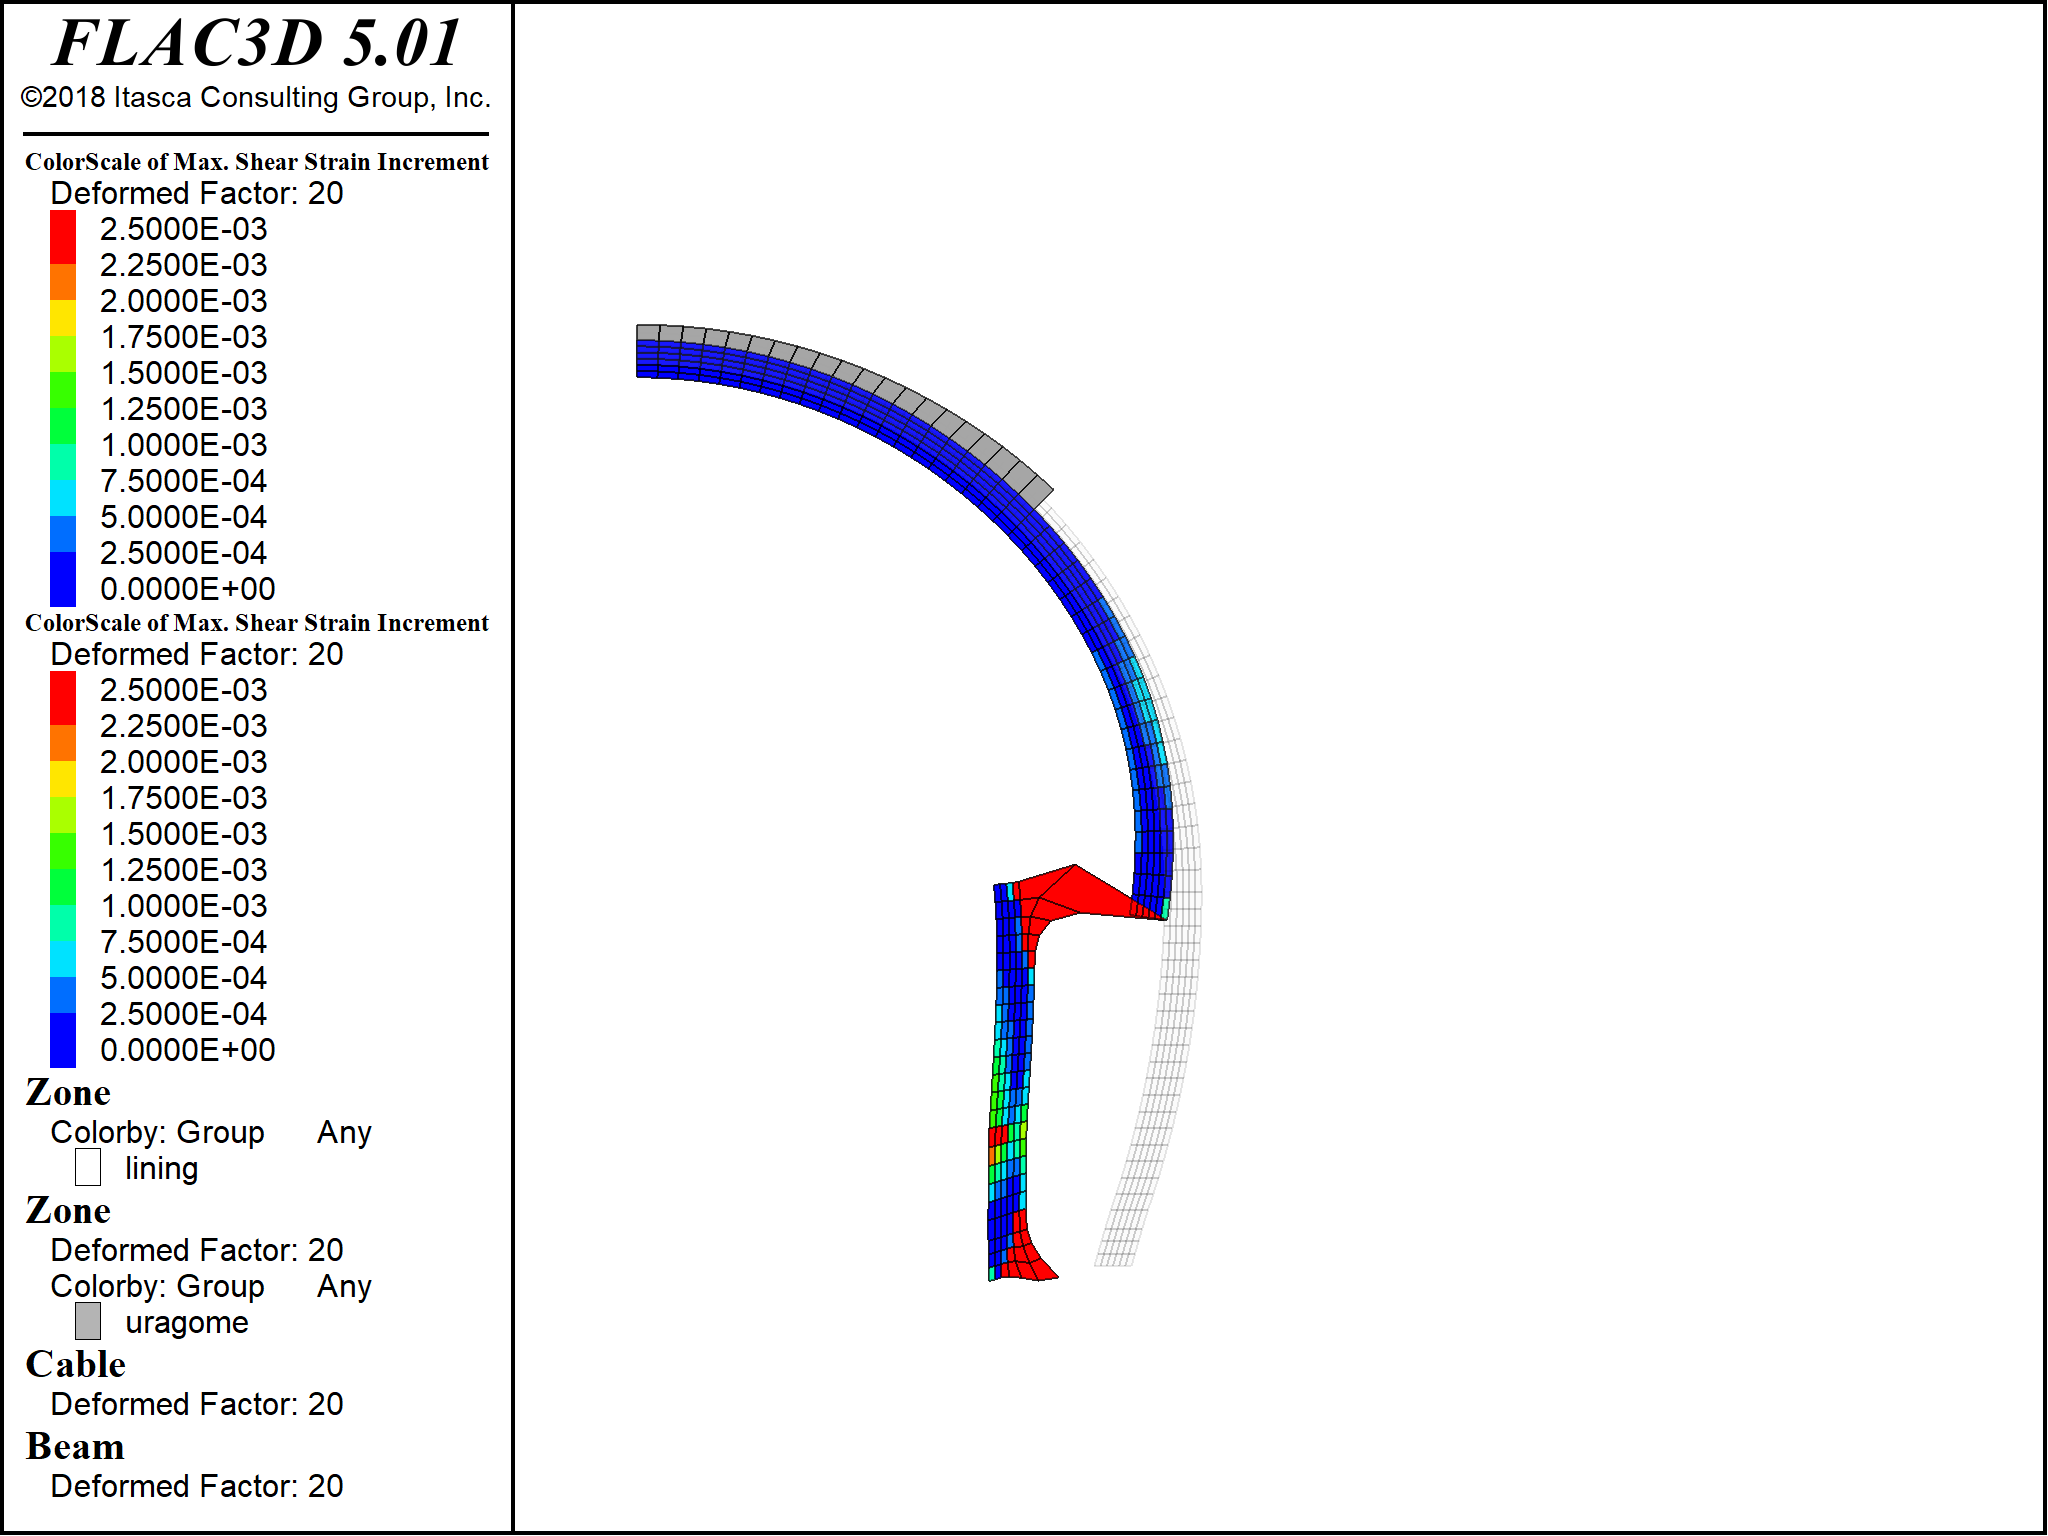 FLAC3D 5.01
©2018 Itasca Consulting Group, Inc.
ColorScale of Max. Shear Strain Increment
Deformed Factor: 20
2.5000E-03
2.2500E-03
2.0000E-03
1.7500E-03
1.5000E-03
1.2500E-03
1.0000E-03
7.5000E-04
5.0000E-04
2.5000E-04
0.0000E+00
ColorScale of Max. Shear Strain Increment
Deformed Factor: 20
2.5000E-03
2.2500E-03
2.0000E-03
1.7500E-03
1.5000E-03
1.2500E-03
1.0000E-03
7.5000E-04
5.0000E-04
2.5000E-04
0.0000E+00
Zone
Colorby: Group Any
lining
Zone
Deformed Factor: 20
Colorby: Group Any
uragome
Cable
Deformed Factor: 20
Beam
Deformed Factor: 20